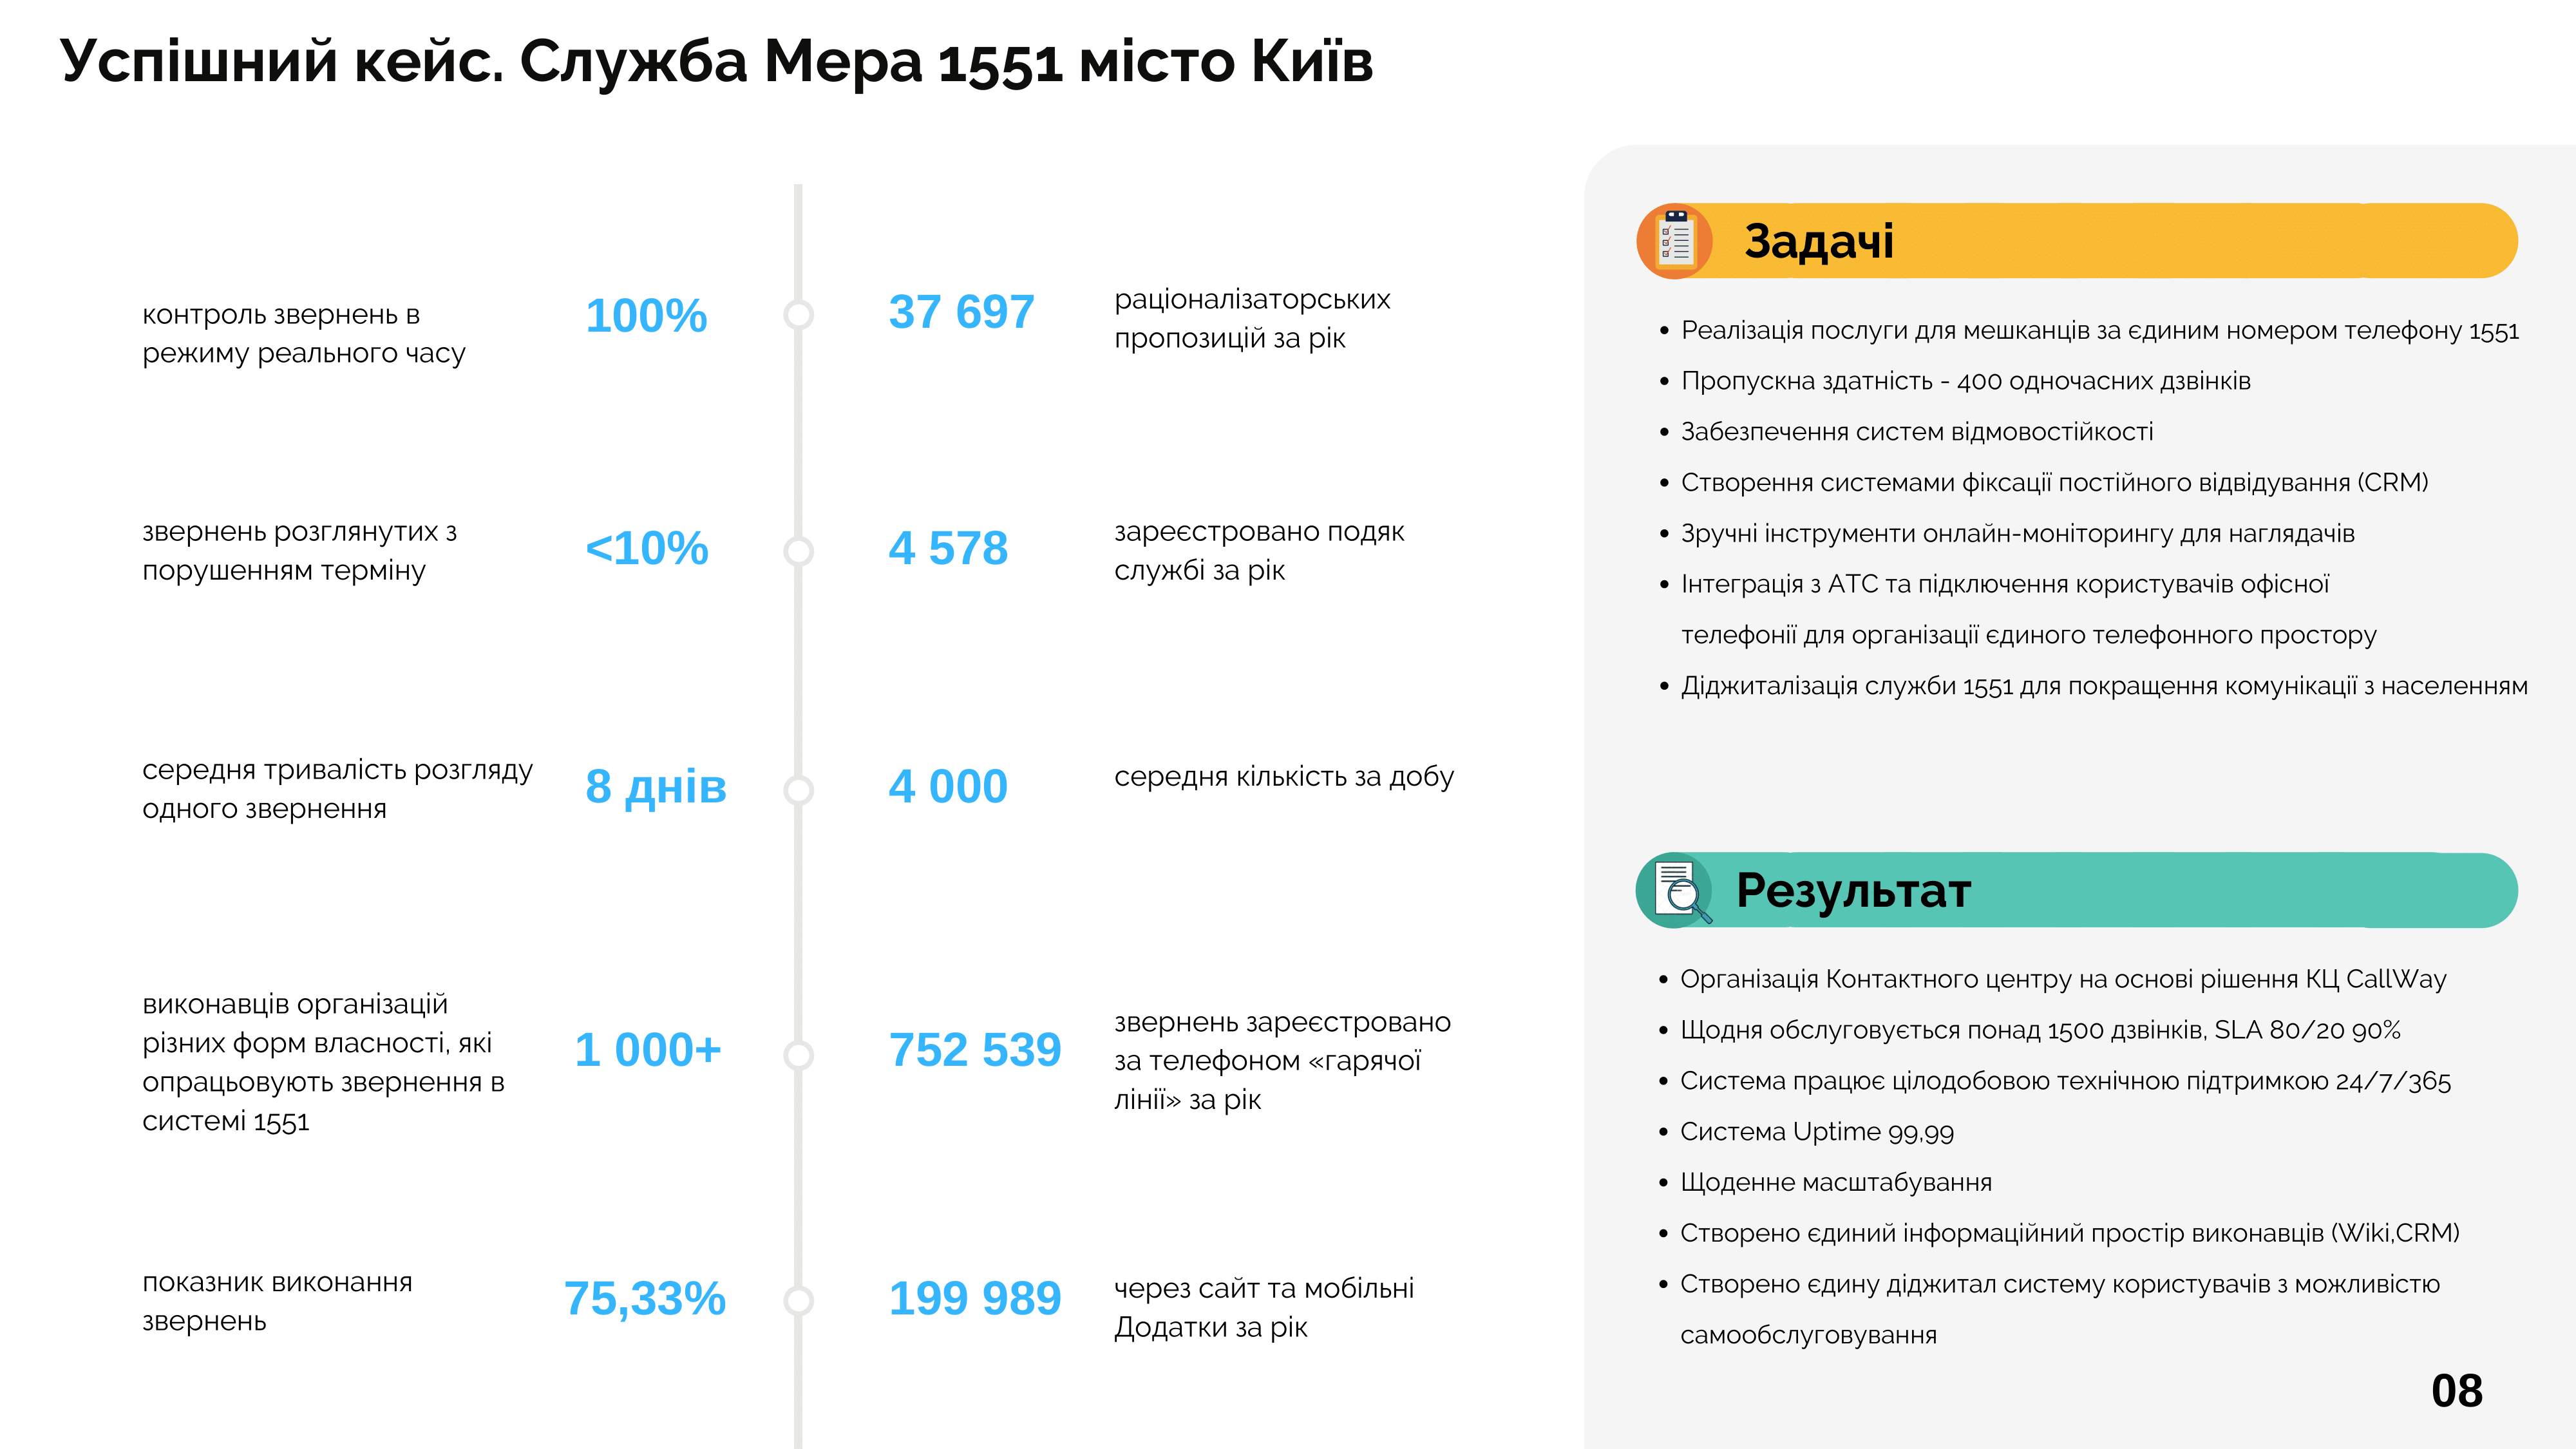 Успішний кейс. Служба Мера 1551 місто Київ
контроль звернень в
режиму реального часу
100%
37 697
раціоналізаторських
пропозицій за рік
звернень розглянутих з
порушенням терміну
<10%
4 578
зареєстровано подяк
службі за рік
середня тривалість розгляду
одного звернення
8 днів
4 000
середня кількість за добу
виконавців організацій
різних форм власності, які
опрацьовують звернення в
системі 1551
1 000+
752 539
звернень зареєстровано
за телефоном «гарячої
лінії» за рік
показник виконання
звернень
75,33%
199 989
через сайт та мобільні
Додатки за рік
Задачі
• Реалізація послуги для мешканців за єдиним номером телефону 1551
• Пропускна здатність - 400 одночасних дзвінків
• Забезпечення систем відмовостійкості
• Створення системами фіксації постійного відвідування (CRM)
• Зручні інструменти онлайн-моніторингу для наглядачів
• Інтеграція з АТС та підключення користувачів офісної
телефонії для організації єдиного телефонного простору
• Діджиталізація служби 1551 для покращення комунікації з населенням
Результат
• Організація Контактного центру на основі рішення КЦ CallWay
• Щодня обслуговується понад 1500 дзвінків, SLA 80/20 90%
• Система працює цілодобовою технічною підтримкою 24/7/365
• Система Uptime 99,99
• Щоденне масштабування
• Створено єдиний інформаційний простір виконавців (Wiki,CRM)
• Створено єдину діджитал систему користувачів з можливістю
самообслуговування
08